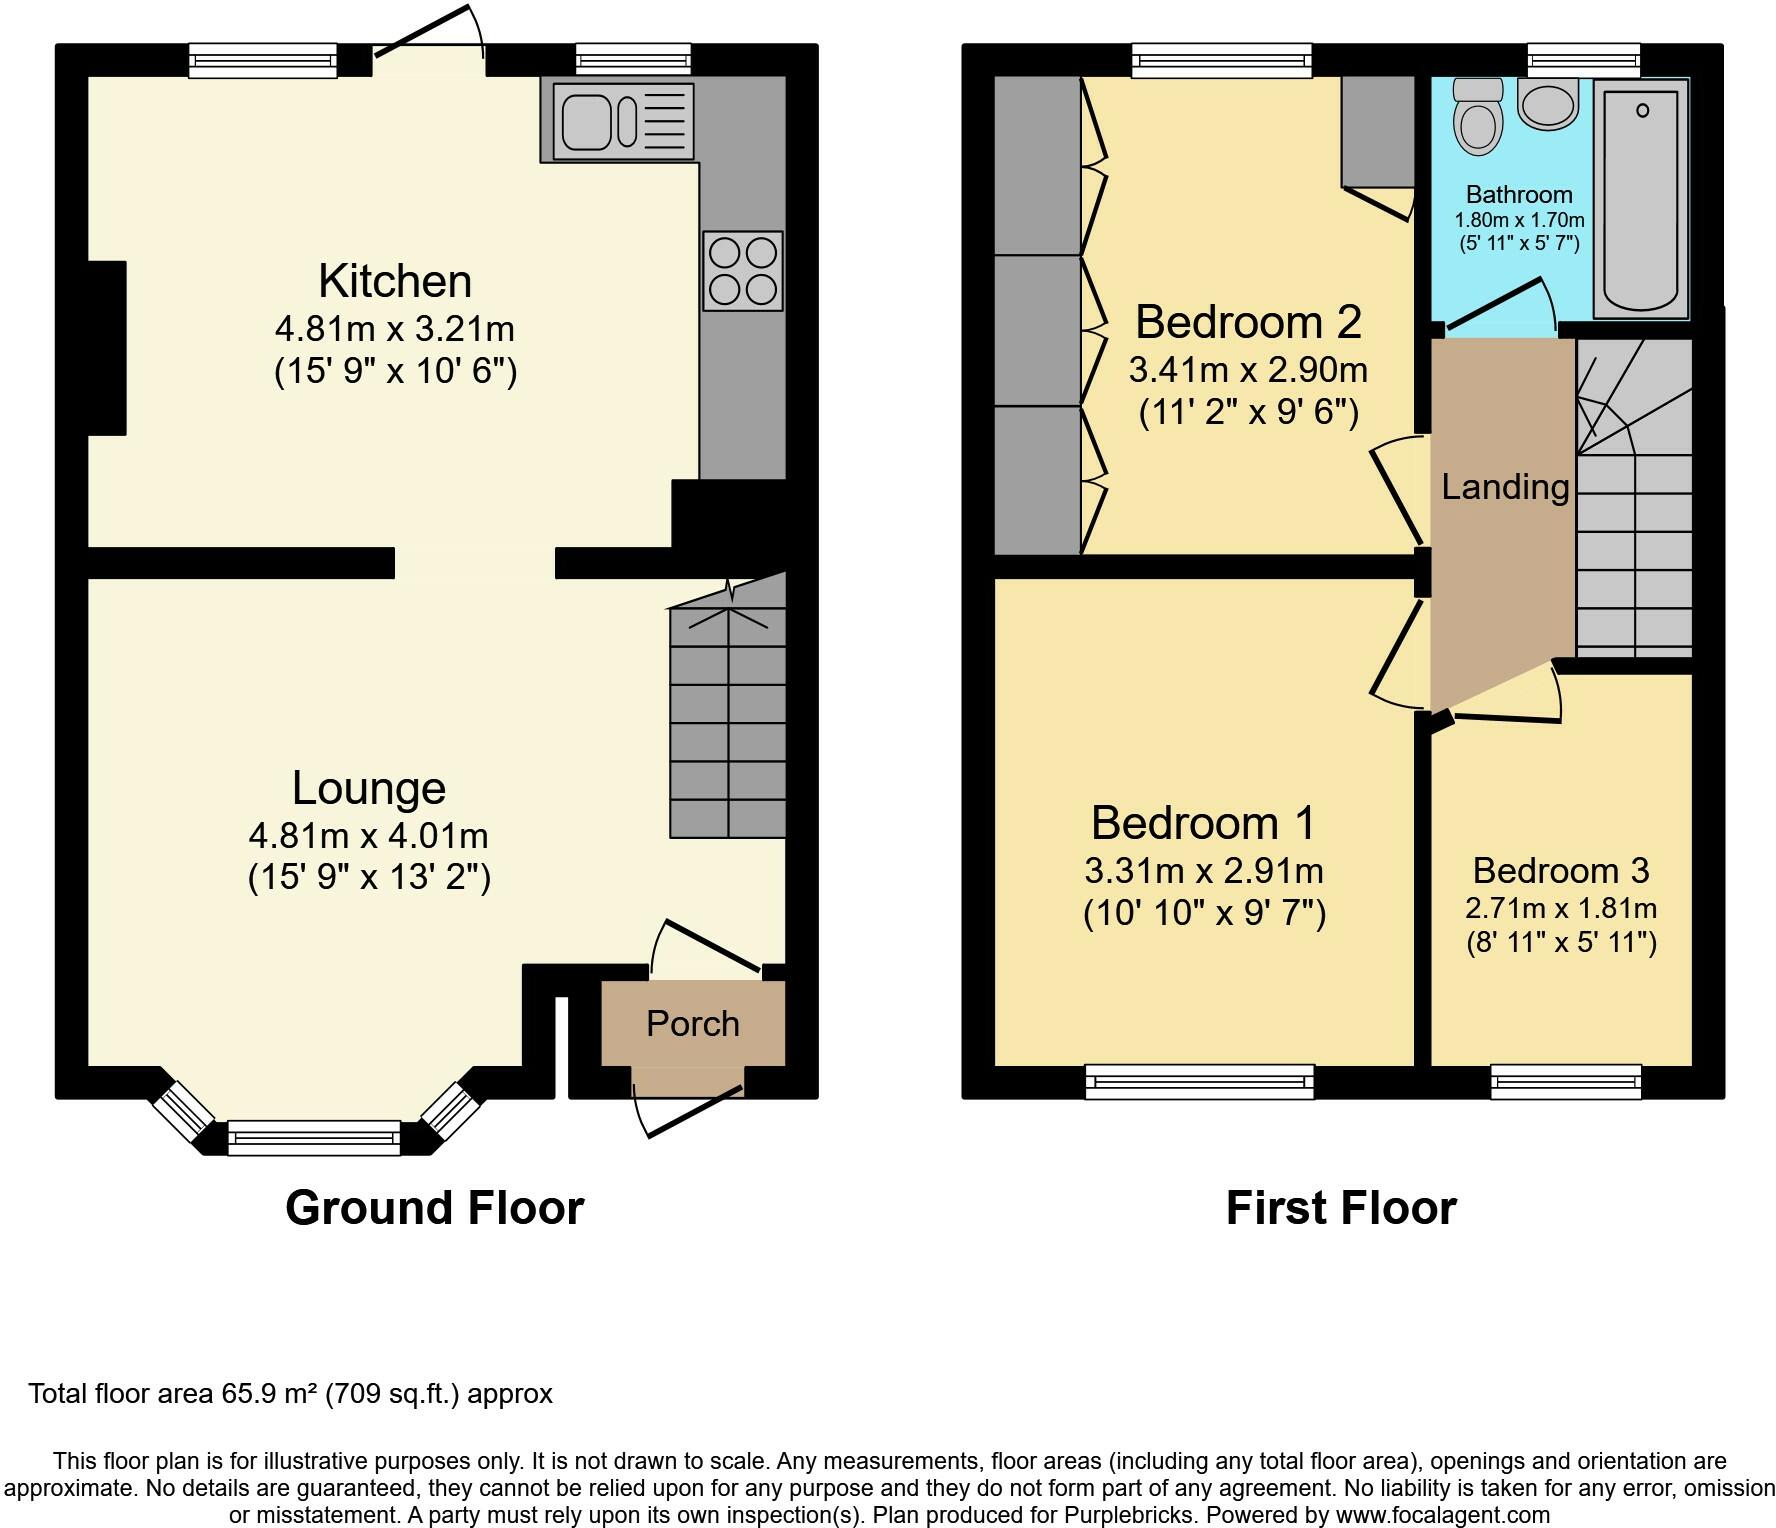 Kitchen
4.81m x 3.21m
(15' 9" x 10' 6")
Lounge
4.81m x 4.01m
(15' 9" x 13' 2")
Porch
Ground Floor
Bedroom 2
3.41m x 2.90m
(11' 2" x 9' 6")
Bathroom
1.80m x 1.70m
(5' 11" x 5' 7")
Landing
Bedroom 1
3.31m x 2.91m
(10' 10" x 9' 7")
Bedroom 3
2.71m x 1.81m
(8' 11" x 5' 11")
First Floor
Total floor area 65.9 m² (709 sq.ft.) approx
This floor plan is for illustrative purposes only. It is not drawn to scale. Any measurements, floor areas (including any total floor area), openings and orientation are
approximate. No details are guaranteed, they cannot be relied upon for any purpose and they do not form part of any agreement. No liability is taken for any error, omission
or misstatement. A party must rely upon its own inspection(s). Plan produced for Purplebricks. Powered by www.focalagent.com